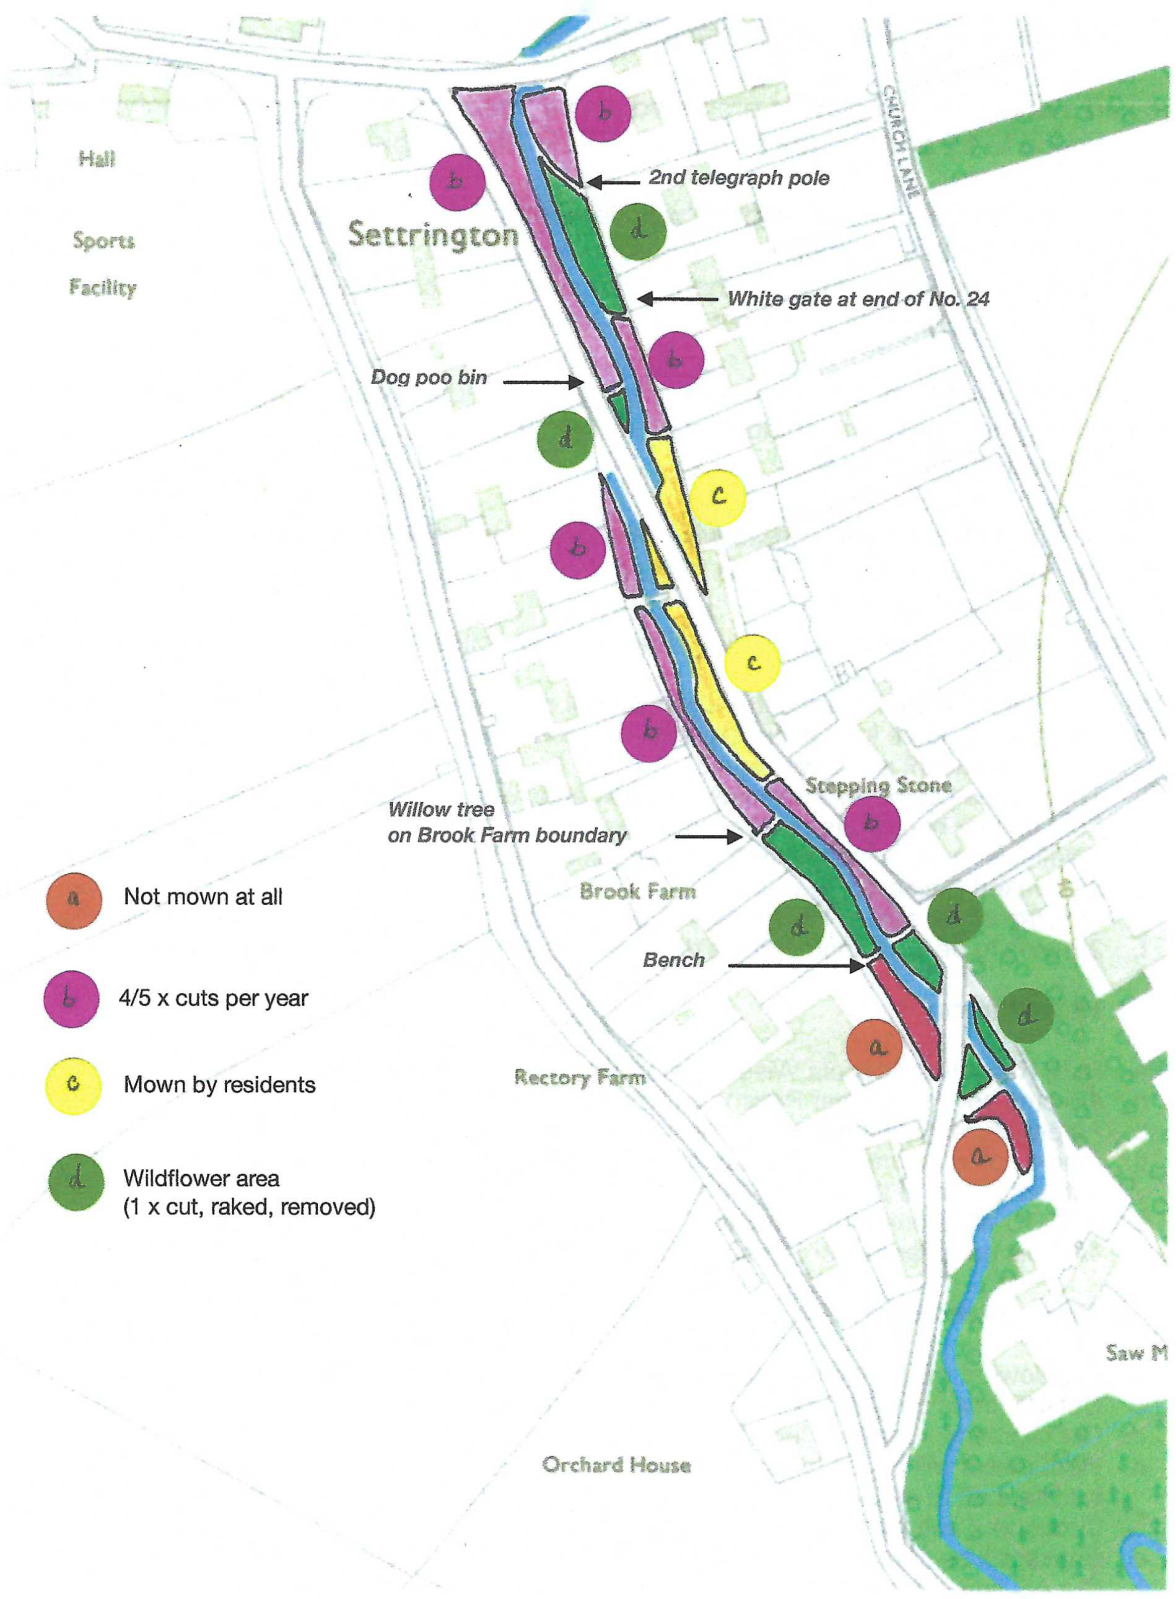 b
CHURCH LANE
Hall
b
2nd telegraph pole
Settrington
d
Sports
Facility
White gate at end of No. 24
b
Dog poo bin
d
c
b
c
b
Stepping Stone
Willow tree
on Brook Farm boundary
b
a Not mown at all
Brook Farm
d
d
Bench
b 4/5 x cuts per year
d
a
c Mown by residents
Rectory Farm
a
d Wildflower area
(1 x cut, raked, removed)
Saw M
Orchard House